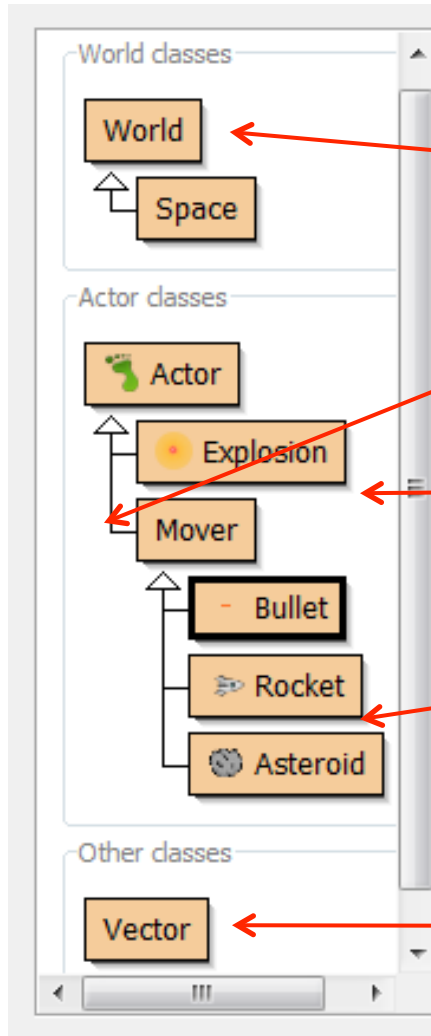 World classes
World
Space
Actor classes
Actor
Explosion
Mover
Bullet
Rocket
Asteroid
Other classes
Vector